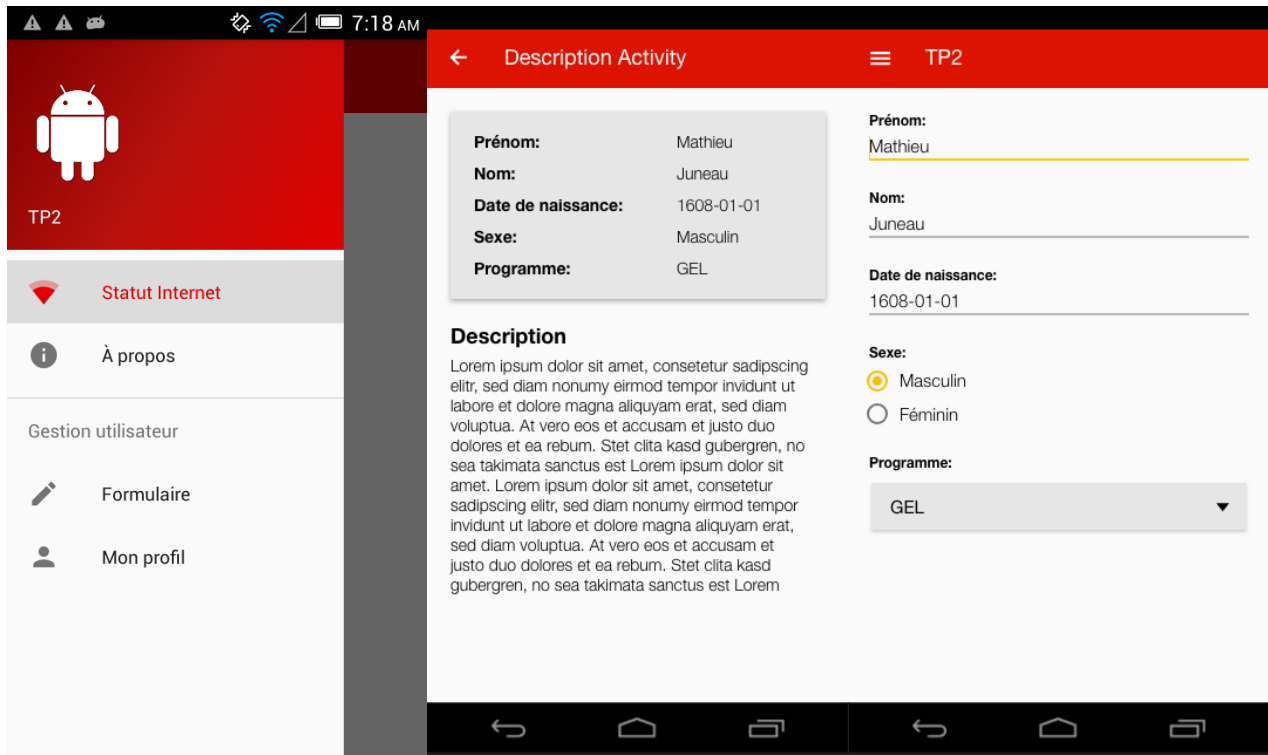 7:18 AM
TP2
Statut Internet
À propos
Gestion utilisateur
Formulaire
Mon profil
Description Activity
Prénom: Mathieu
Nom: Juneau
Date de naissance: 1608-01-01
Sexe: Masculin
Programme: GEL
Description
Lorem ipsum dolor sit amet, consetetur sadipscing
elitr, sed diam nonumy eirmod tempor invidunt ut
labore et dolore magna aliquyam erat, sed diam
voluptua. At vero eos et accusam et justo duo
dolores et ea rebum. Stet clita kasd gubergren, no
sea takimata sanctus est Lorem ipsum dolor sit
amet. Lorem ipsum dolor sit amet, consetetur
sadipscing elitr, sed diam nonumy eirmod tempor
invidunt ut labore et dolore magna aliquyam erat,
sed diam voluptua. At vero eos et accusam et
justo duo dolores et ea rebum. Stet clita kasd
gubergren, no sea takimata sanctus est Lorem
TP2
Prénom:
Mathieu
Nom:
Juneau
Date de naissance:
1608-01-01
Sexe:
Masculin
Féminin
Programme:
GEL